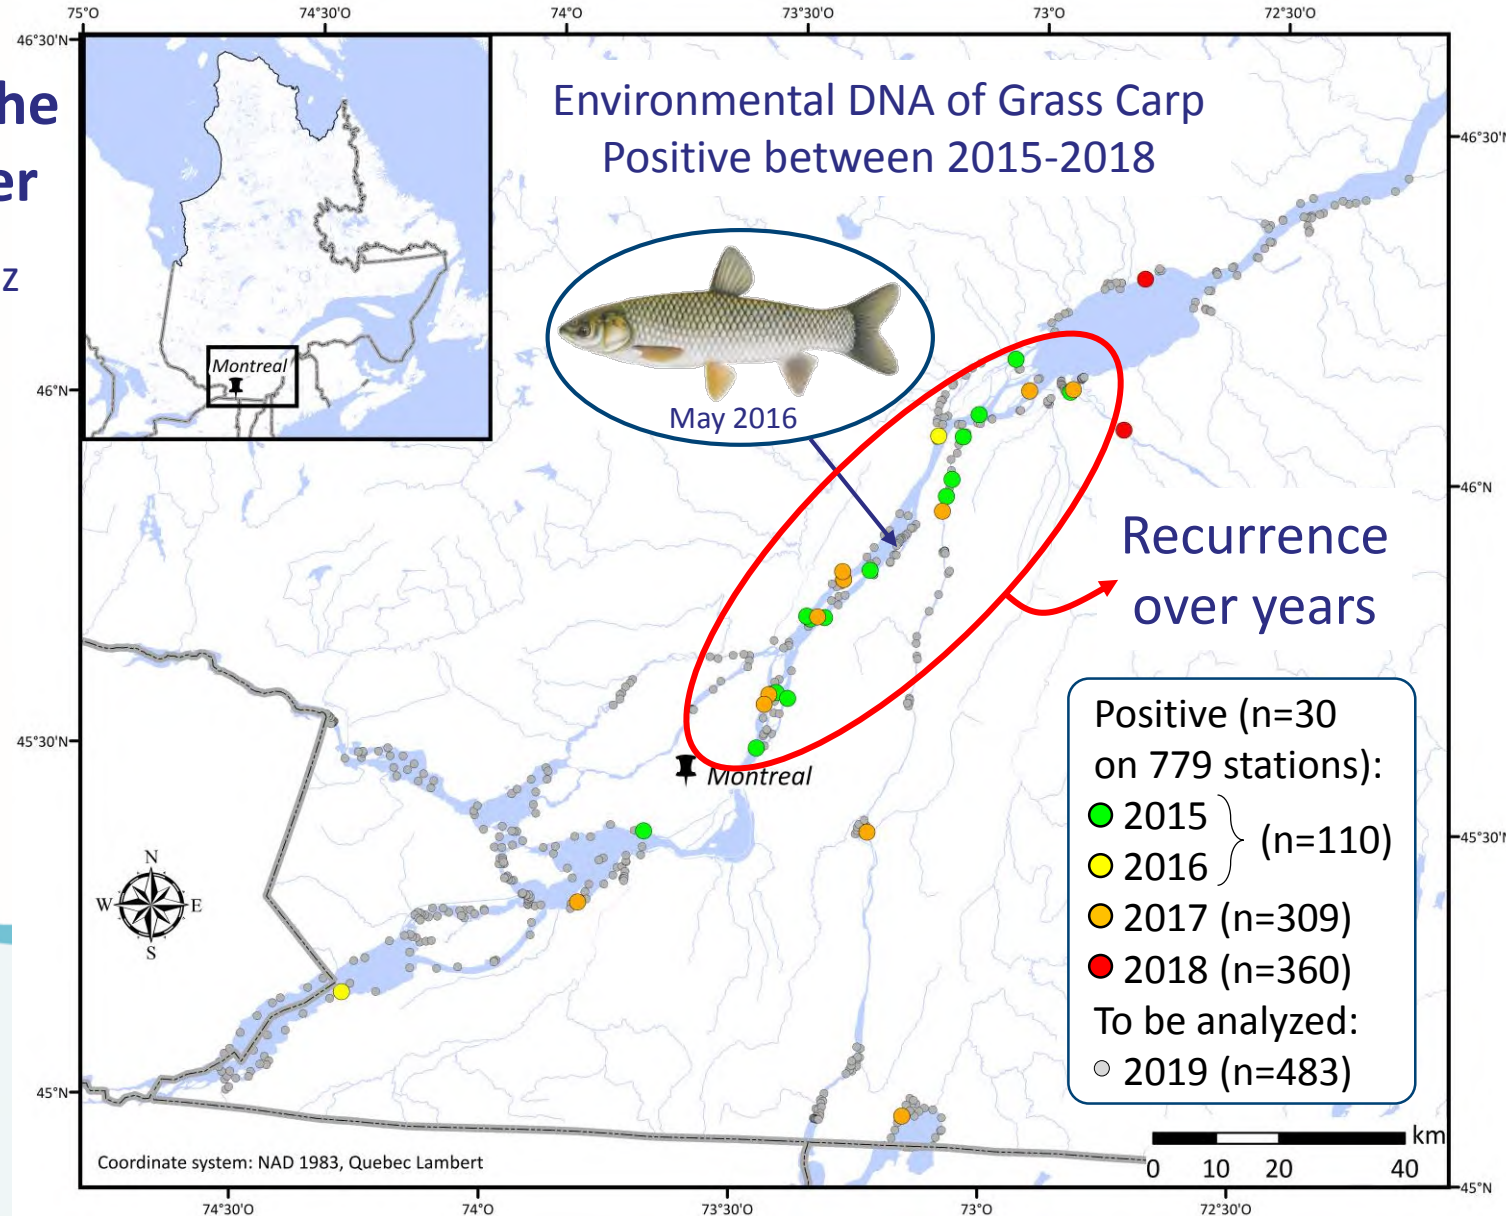 75°0
74°30'O
74°0
73°30'O
73°O
72°30'O
46°30'N
he
er
z
Environmental DNA of Grass Carp
Positive between 2015-2018
46°30'N
Montreal
46°N
May 2016
46°N
Recurrence
over years
45°30'N
Montreal
Positive (n=30
on 779 stations):
2015
2016
(n=110)
2017 (n=309)
2018 (n=360)
To be analyzed:
2019 (n=483)
45°30'N
N
W
E
S
45°N
km
0 10 20 40
Coordinate system: NAD 1983, Quebec Lambert
45°N
74°30'O
74°O
73°30'O
73°O
72°30'O